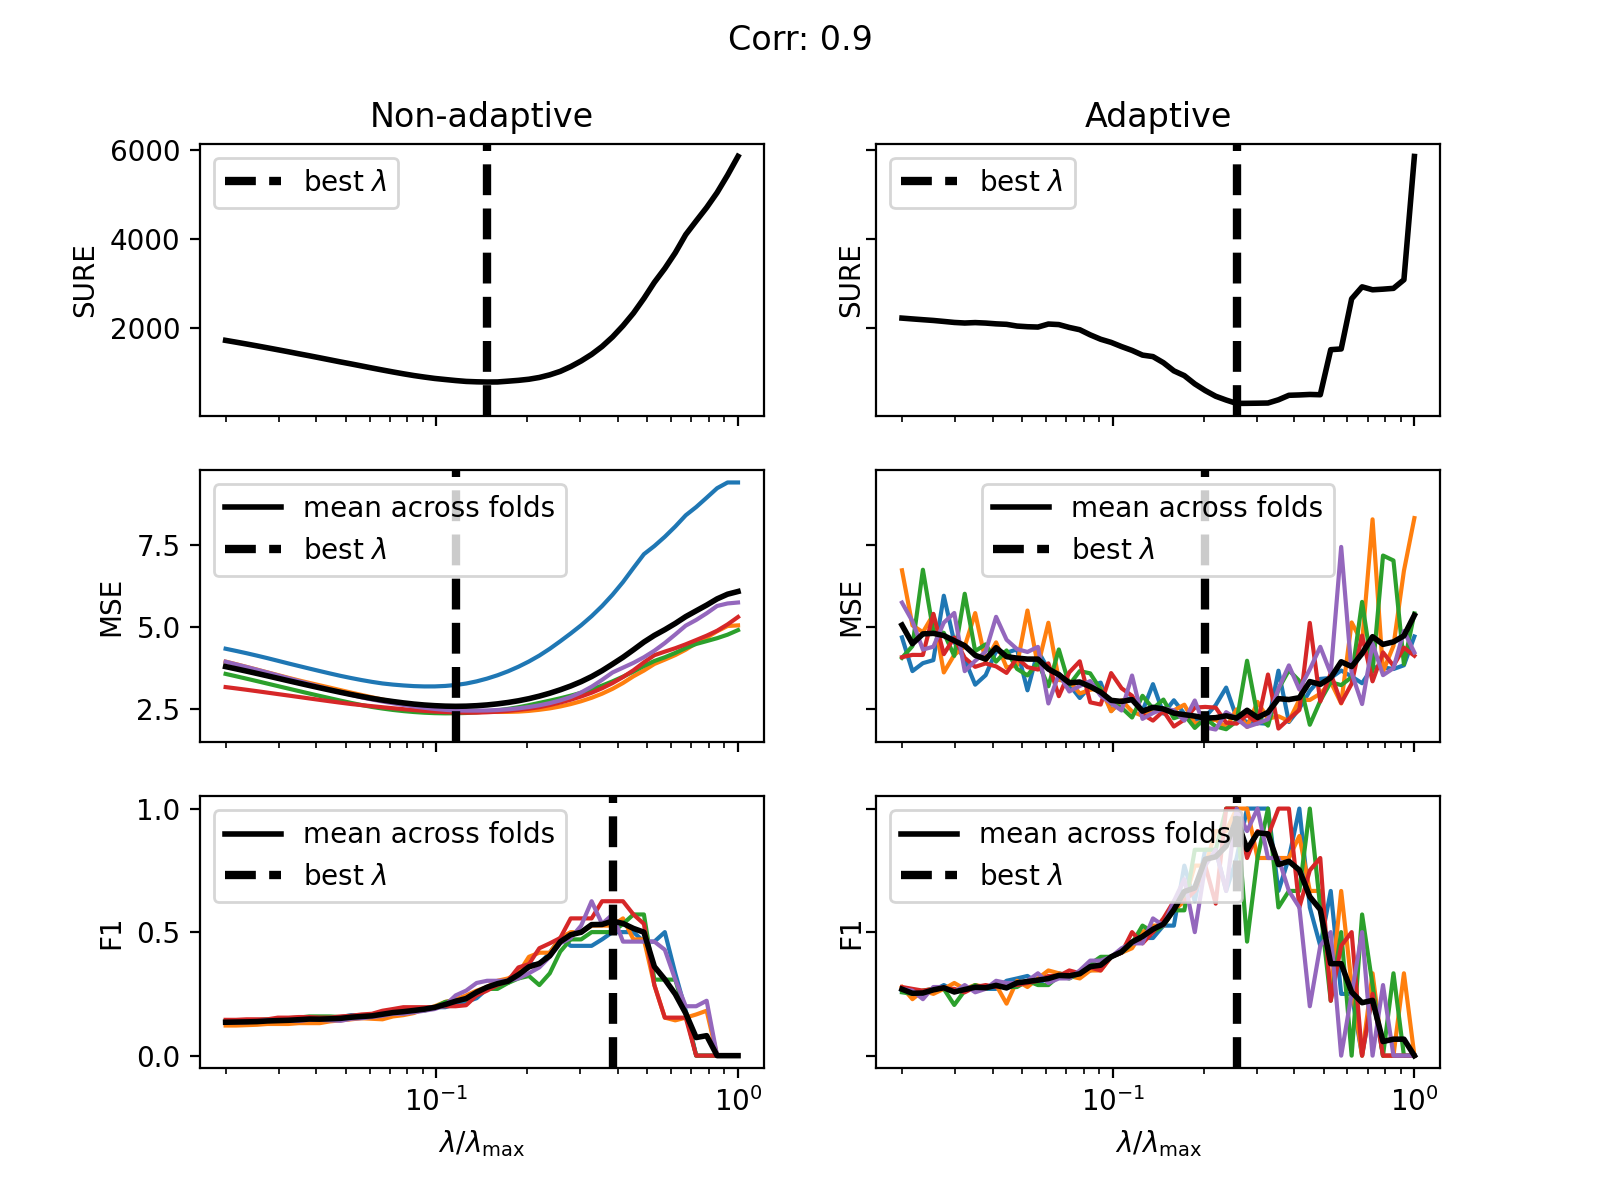 Corr: 0.9
Non-adaptive
Adaptive
6000
4000
2000
SURE
best λ
SURE
best λ
7.5
5.0
2.5
MSE
mean across folds
best λ
MSE
mean across folds
best λ
1.0
0.5
0.0
F1
mean across folds
best λ
F1
mean across folds
best λ
10⁻¹ 10⁰
10⁻¹ 10⁰
λ/λmax
λ/λmax